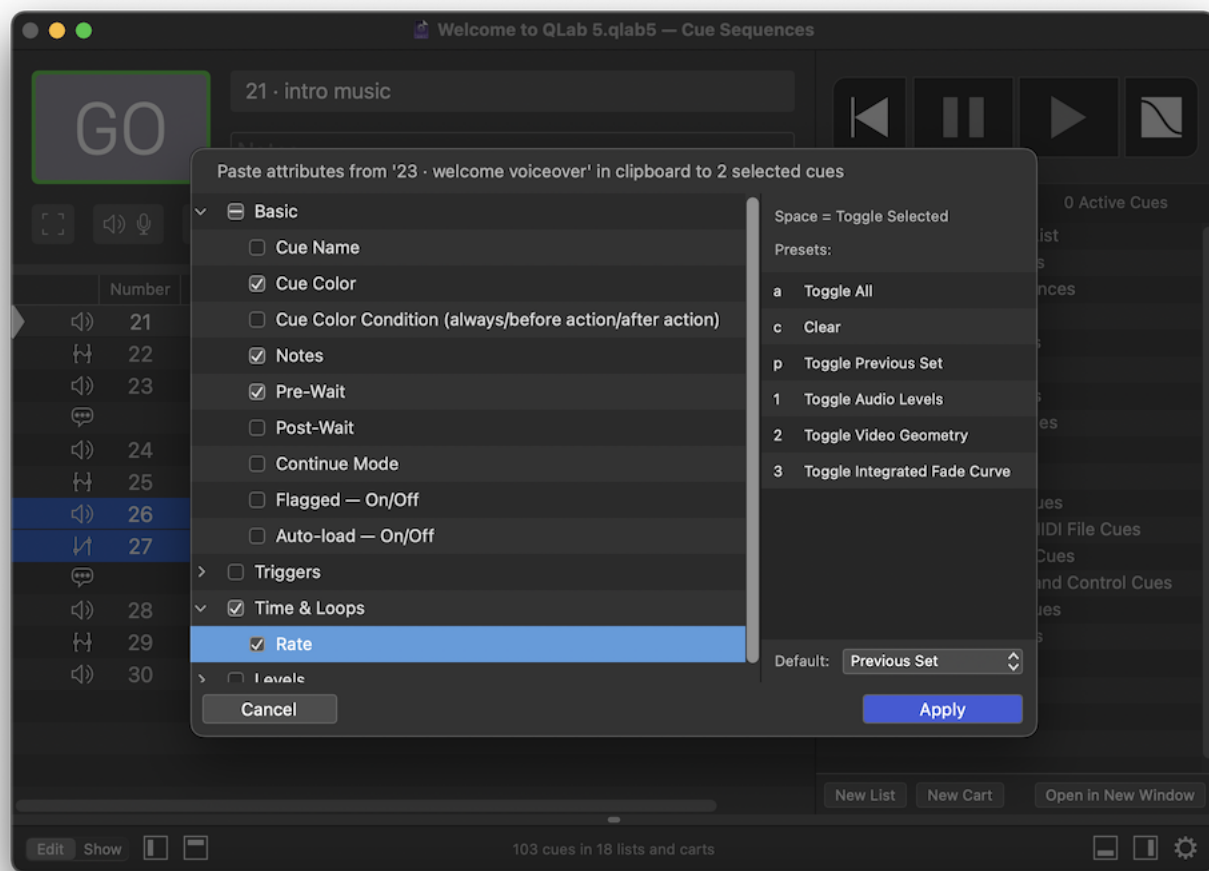 Welcome to QLab 5.qlab5 — Cue Sequences
GO
21 · intro music
Paste attributes from '23 · welcome voiceover' in clipboard to 2 selected cues
Basic
Cue Name
Cue Color
Cue Color Condition (always/before action/after action)
Notes
Pre-Wait
Post-Wait
Continue Mode
Flagged — On/Off
Auto-load — On/Off
Triggers
Time & Loops
Rate
Levels
Space = Toggle Selected
Presets:
a Toggle All
c Clear
p Toggle Previous Set
1 Toggle Audio Levels
2 Toggle Video Geometry
3 Toggle Integrated Fade Curve
Default: Previous Set
Cancel
Apply
Number
21
22
23
24
25
26
27
28
29
30
0 Active Cues
ist
s
nces
s
s
es
ues
IDI File Cues
Cues
and Control Cues
ues
s
New List
New Cart
Open in New Window
Edit
Show
103 cues in 18 lists and carts